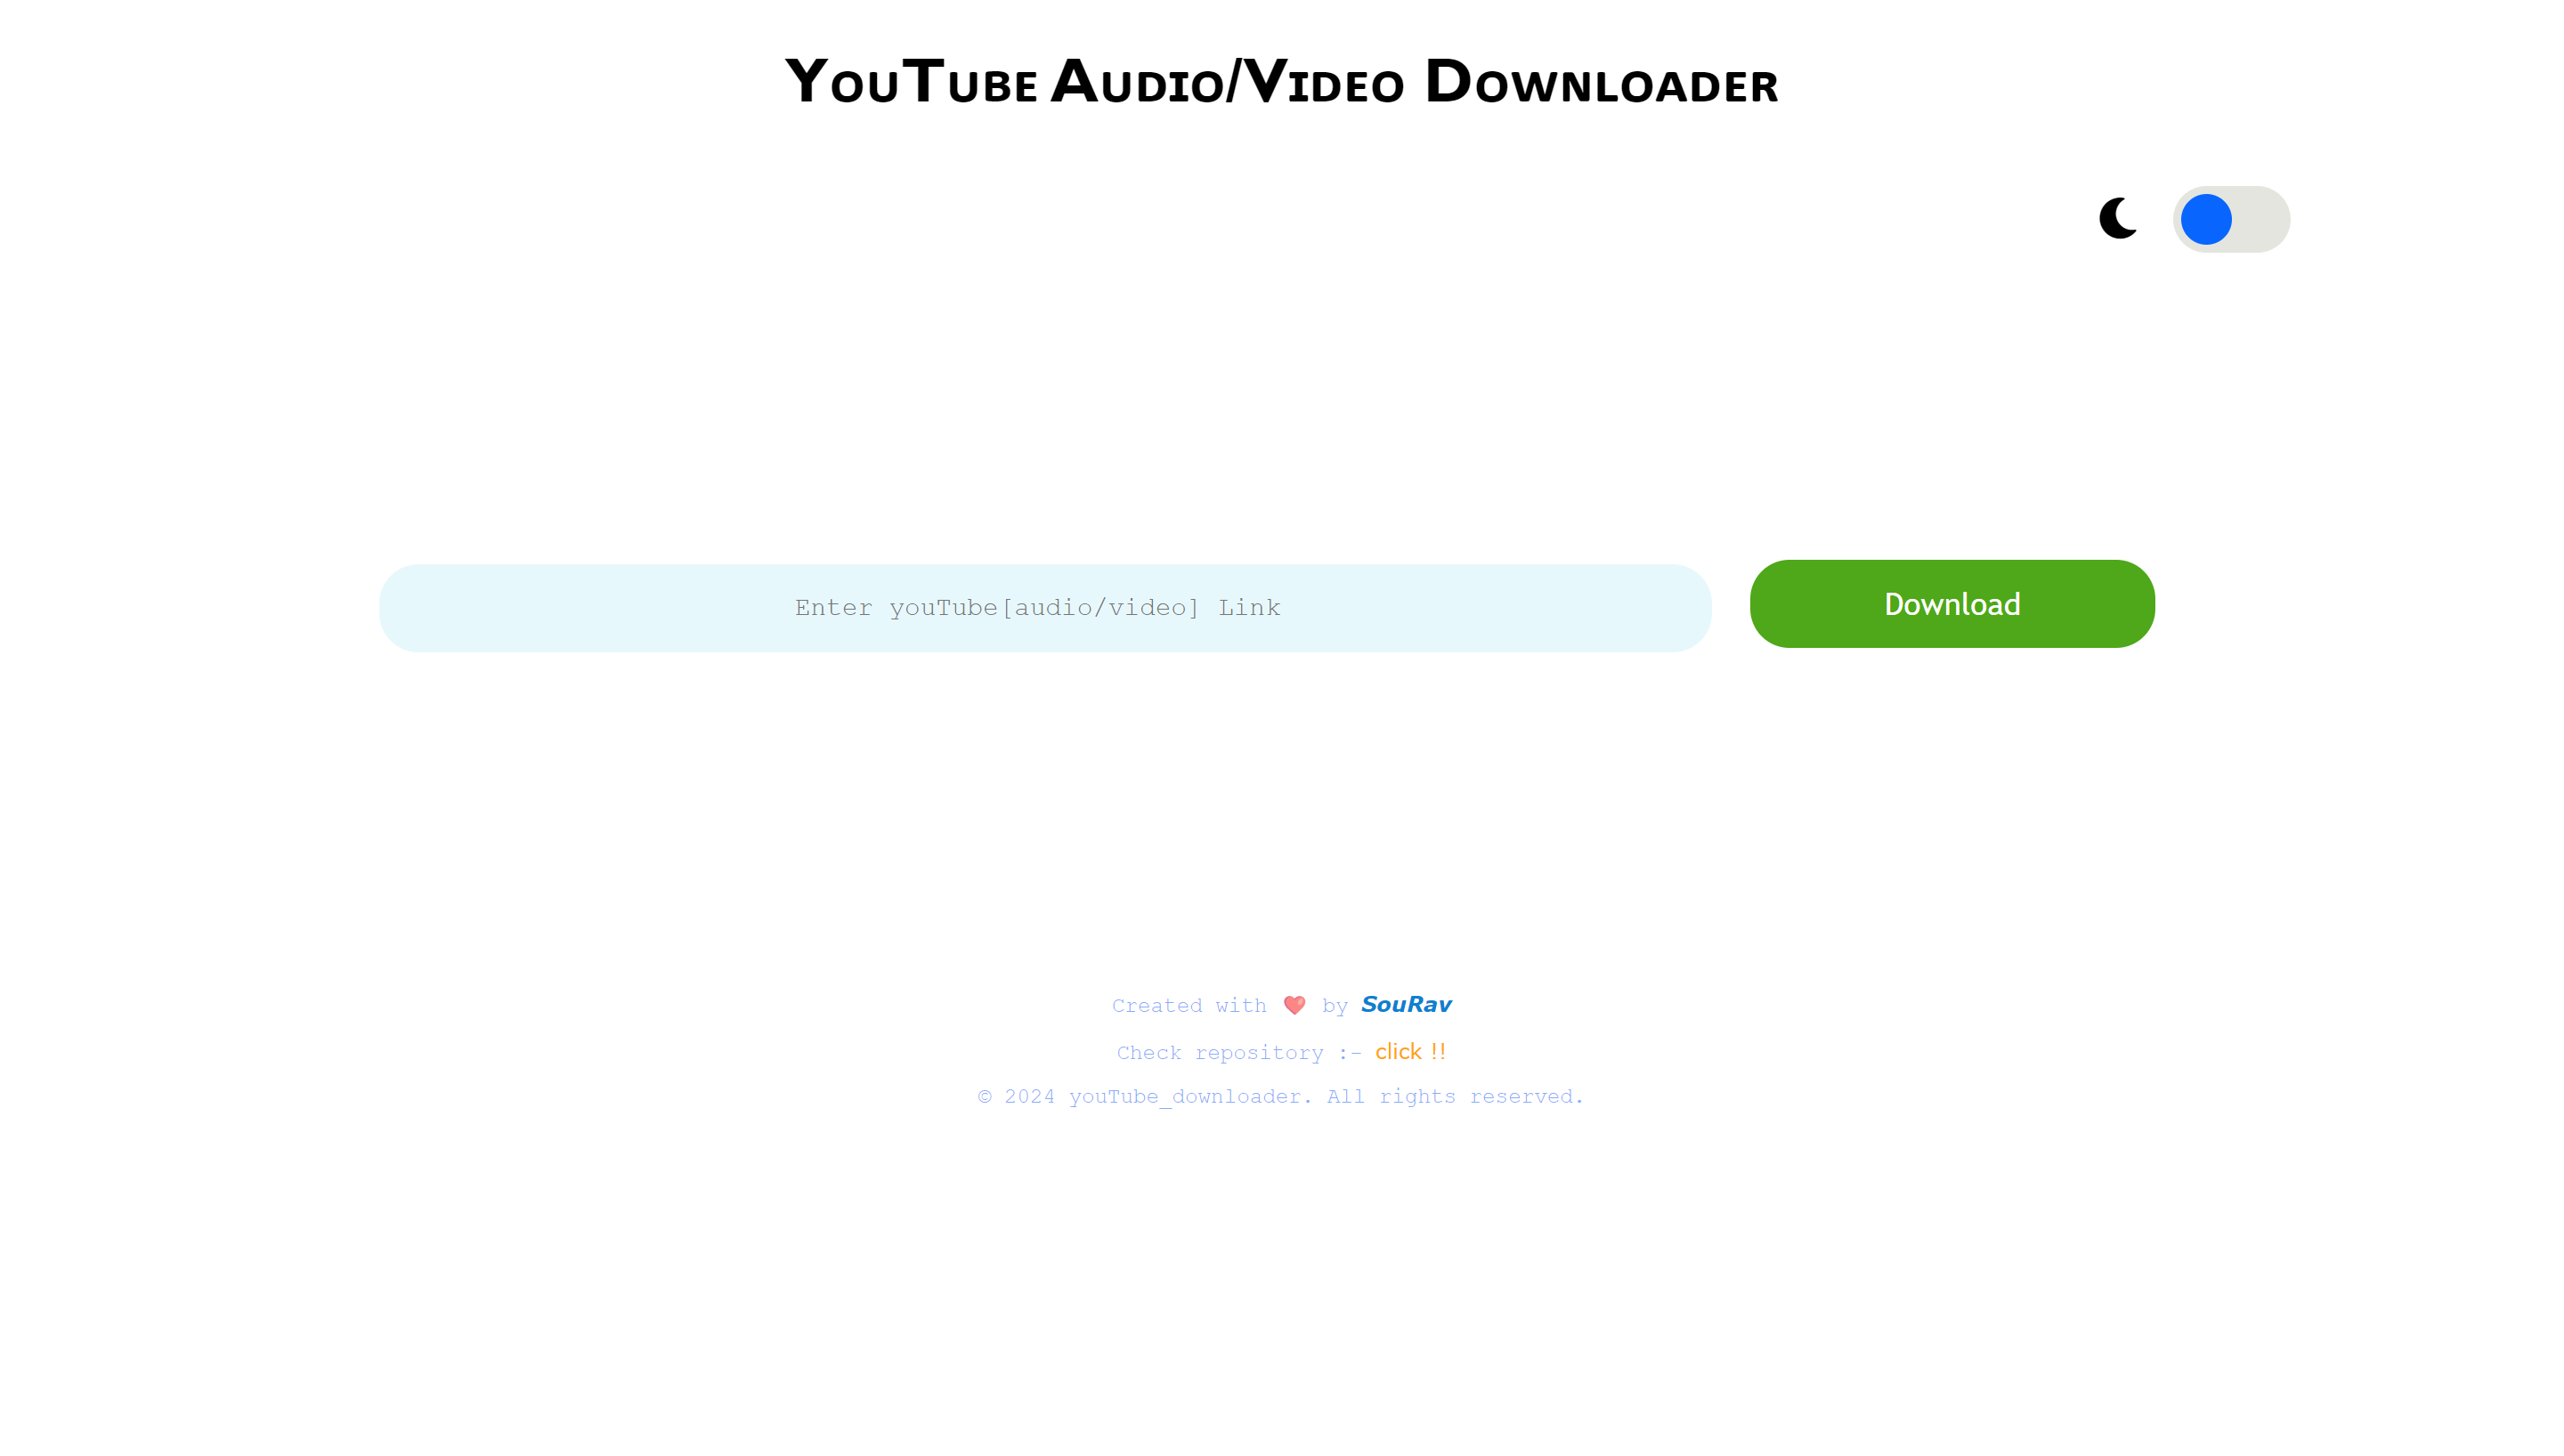 YouTube Audio/Video Downloader
Enter youTube[audio/video] Link
Download
Created with ❤️ by SouRav
Check repository :- click !!
© 2024 youTube_downloader. All rights reserved.